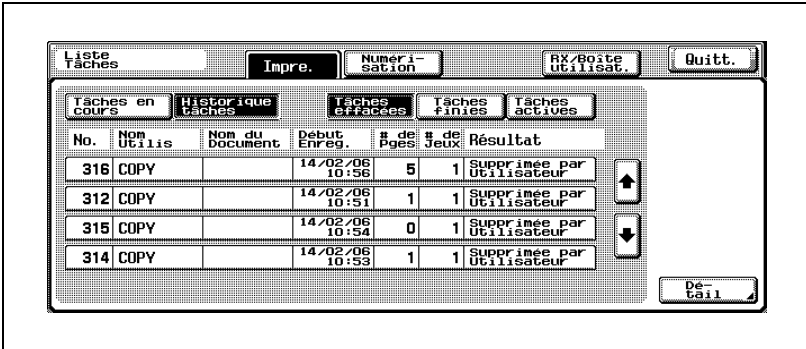 Liste
Tâches
Impre.
Numéri-
sation
RX/Boîte
utilisat.
Quitt.
Tâches en
cours
Historique
tâches
Tâches
effacées
Tâches
finies
Tâches
actives
No.
Nom
Utilis
Nom du
Document
Début
Enreg.
# de
Pges
# de
Jeux
Résultat
316 COPY 14/02/06 10:56 5 1 Supprimée par Utilisateur
312 COPY 14/02/06 10:51 1 1 Supprimée par Utilisateur
315 COPY 14/02/06 10:54 0 1 Supprimée par Utilisateur
314 COPY 14/02/06 10:53 1 1 Supprimée par Utilisateur
Dé-
tail